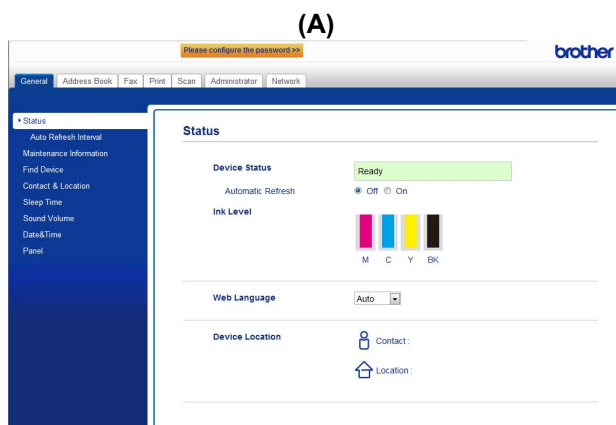 (A)
Please configure the password >>
brother
General Address Book Fax Print Scan Administrator Network
Status
Auto Refresh Interval
Maintenance Information
Find Device
Contact & Location
Sleep Time
Sound Volume
Date&Time
Panel
Status
Device Status Ready
Automatic Refresh Off On
Ink Level
M C Y BK
Web Language Auto
Device Location Contact :
Location :